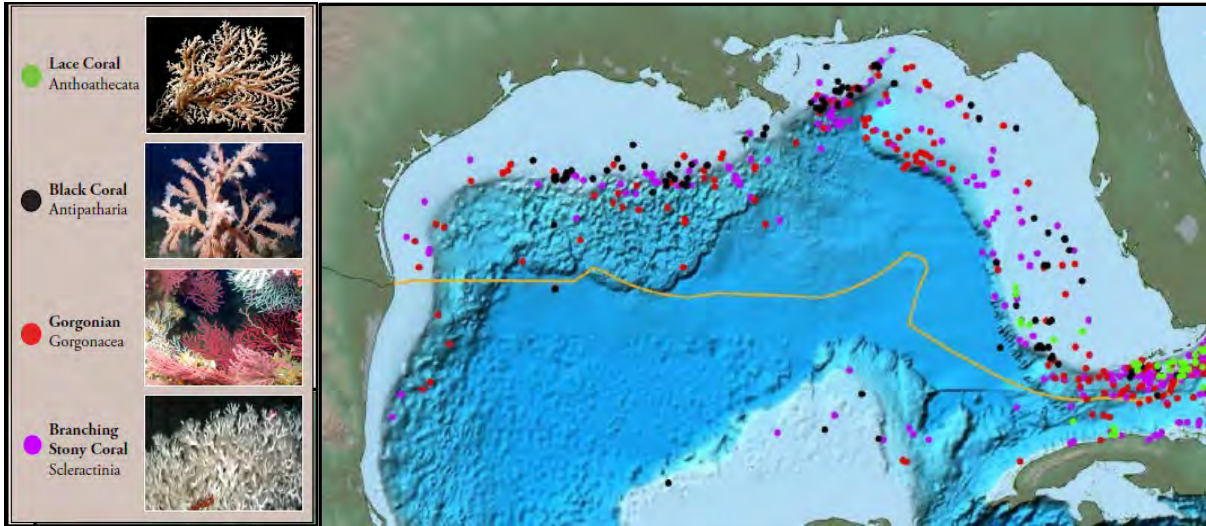 Lace Coral
Anthoathecata
Black Coral
Antipatharia
Gorgonian
Gorgonacea
Branching
Stony Coral
Scleractinia